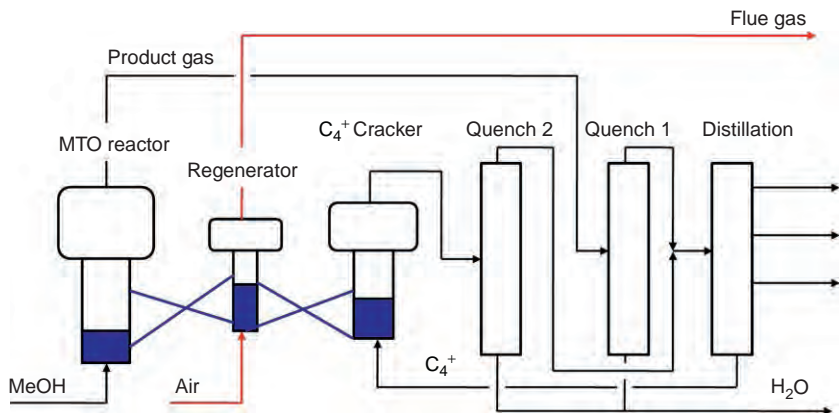 Flue gas
Product gas
MTO reactor
Regenerator
C₄⁺ Cracker
Quench 2
Quench 1
Distillation
MeOH
Air
C₄⁺
H₂O